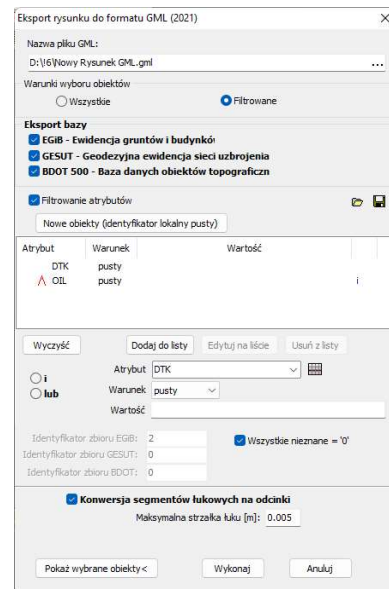 Eksport rysunku do formatu GML (2021)
Nazwa pliku GML:
D:\!6\Nowy Rysunek GML.gml ...
Warunki wyboru obiektów
Wszystkie Filtrowane
Eksport bazy
EGiB - Ewidencja gruntów i budynków
GESUT - Geodezyjna ewidencja sieci uzbrojenia
BDOT 500 - Baza danych obiektów topograficzn
Filtrowanie atrybutów
Nowe obiekty (identyfikator lokalny pusty)
Atrybut Warunek Wartość
DTK pusty
OIL pusty i
Wyczyść Dodaj do listy Edytuj na liście Usuń z listy
i
lub
Atrybut DTK
Warunek pusty
Wartość
Identyfikator zbioru EGiB: 2 Wszystkie nieznane = '0'
Identyfikator zbioru GESUT: 0
Identyfikator zbioru BDOT: 0
Konwersja segmentów łukowych na odcinki
Maksymalna strzałka łuku [m]: 0.005
Pokaż wybrane obiekty< Wykonaj Anuluj